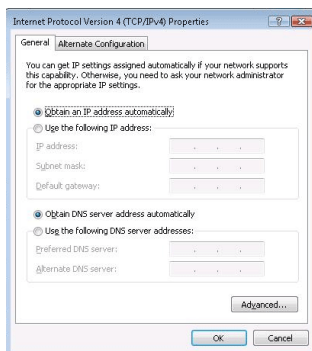 Internet Protocol Version 4 (TCP/IPv4) Properties
General
Alternate Configuration
You can get IP settings assigned automatically if your network supports
this capability. Otherwise, you need to ask your network administrator
for the appropriate IP settings.
Obtain an IP address automatically
Use the following IP address:
IP address:
Subnet mask:
Default gateway:
Obtain DNS server address automatically
Use the following DNS server addresses:
Preferred DNS server:
Alternate DNS server:
Advanced...
OK
Cancel